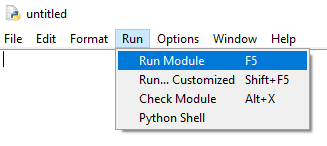 untitled
File Edit Format Run Options Window Help
Run Module F5
Run... Customized Shift+F5
Check Module Alt+X
Python Shell